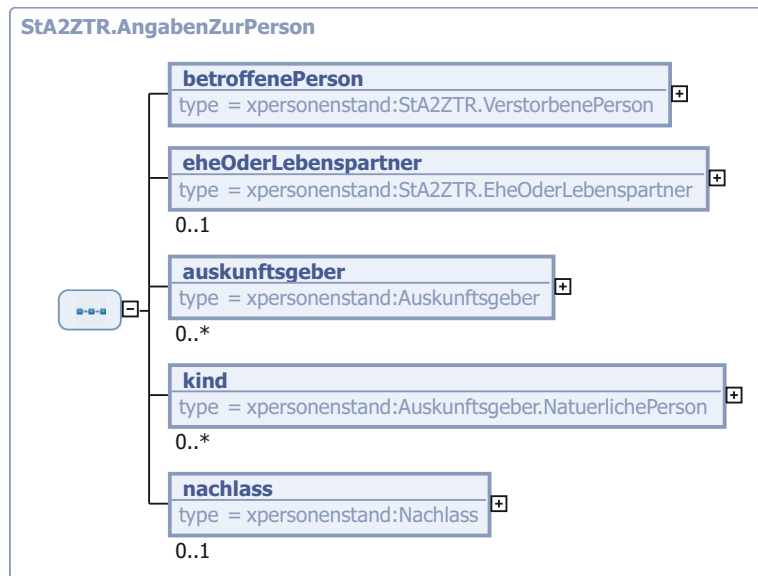 StA2ZTR.AngabenZurPerson
betroffenePerson
type = xpersonenstand:StA2ZTR.VerstorbenePerson
eheOderLebenspartner
type = xpersonenstand:StA2ZTR.EheOderLebenspartner
0..1
auskunftsgeber
type = xpersonenstand:Auskunftsgeber
0..*
kind
type = xpersonenstand:Auskunftsgeber.NatuerlichePerson
0..*
nachlass
type = xpersonenstand:Nachlass
0..1